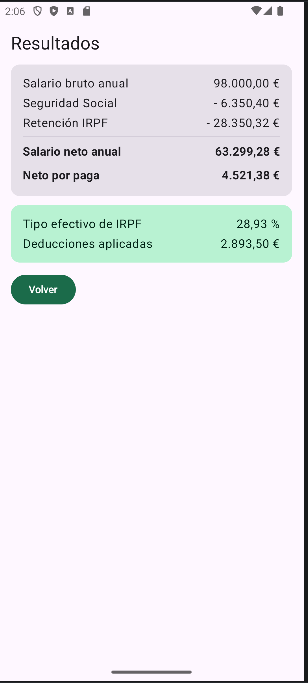 2:06
Resultados
Salario bruto anual 98.000,00 €
Seguridad Social - 6.350,40 €
Retención IRPF - 28.350,32 €
Salario neto anual 63.299,28 €
Neto por paga 4.521,38 €
Tipo efectivo de IRPF 28,93 %
Deducciones aplicadas 2.893,50 €
Volver